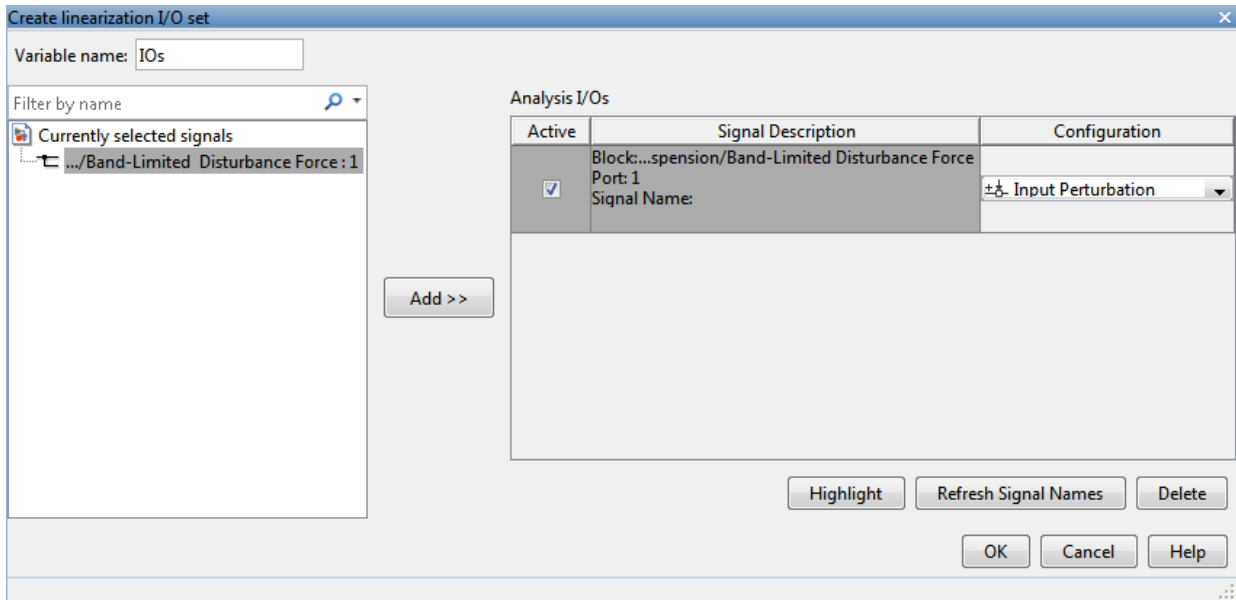 Create linearization I/O set
Variable name: IOs
Filter by name
Currently selected signals
.../Band-Limited Disturbance Force : 1
Add >>
Analysis I/Os
Active Signal Description Configuration
Block:...spension/Band-Limited Disturbance Force
Port: 1
Signal Name:
Input Perturbation
Highlight Refresh Signal Names Delete
OK Cancel Help